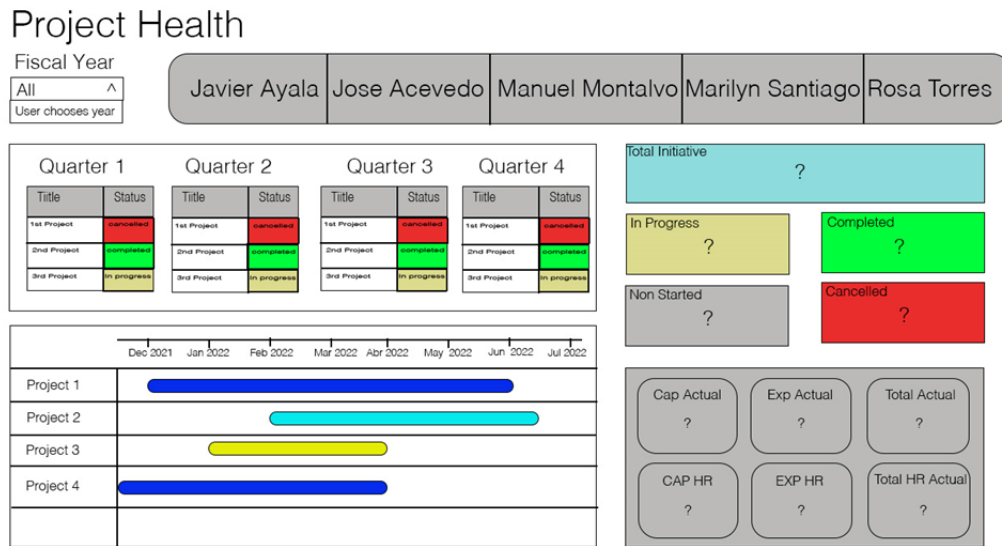 Project Health
Fiscal Year
All ^
User chooses year
Javier Ayala Jose Acevedo Manuel Montalvo Marilyn Santiago Rosa Torres
Quarter 1
Tiitle Status
1st Project cancelled
2nd Project completed
3rd Project In progress
Quarter 2
Tiitle Status
1st Project cancelled
2nd Project completed
3rd Project In progress
Quarter 3
Tiitle Status
1st Project cancelled
2nd Project completed
3rd Project In progress
Quarter 4
Tiitle Status
1st Project cancelled
2nd Project completed
3rd Project In progress
Total Initiative
?
In Progress
?
Completed
?
Non Started
?
Cancelled
?
Dec 2021 Jan 2022 Feb 2022 Mar 2022 Abr 2022 May 2022 Jun 2022 Jul 2022
Project 1
Project 2
Project 3
Project 4
Cap Actual
?
Exp Actual
?
Total Actual
?
CAP HR
?
EXP HR
?
Total HR Actual
?